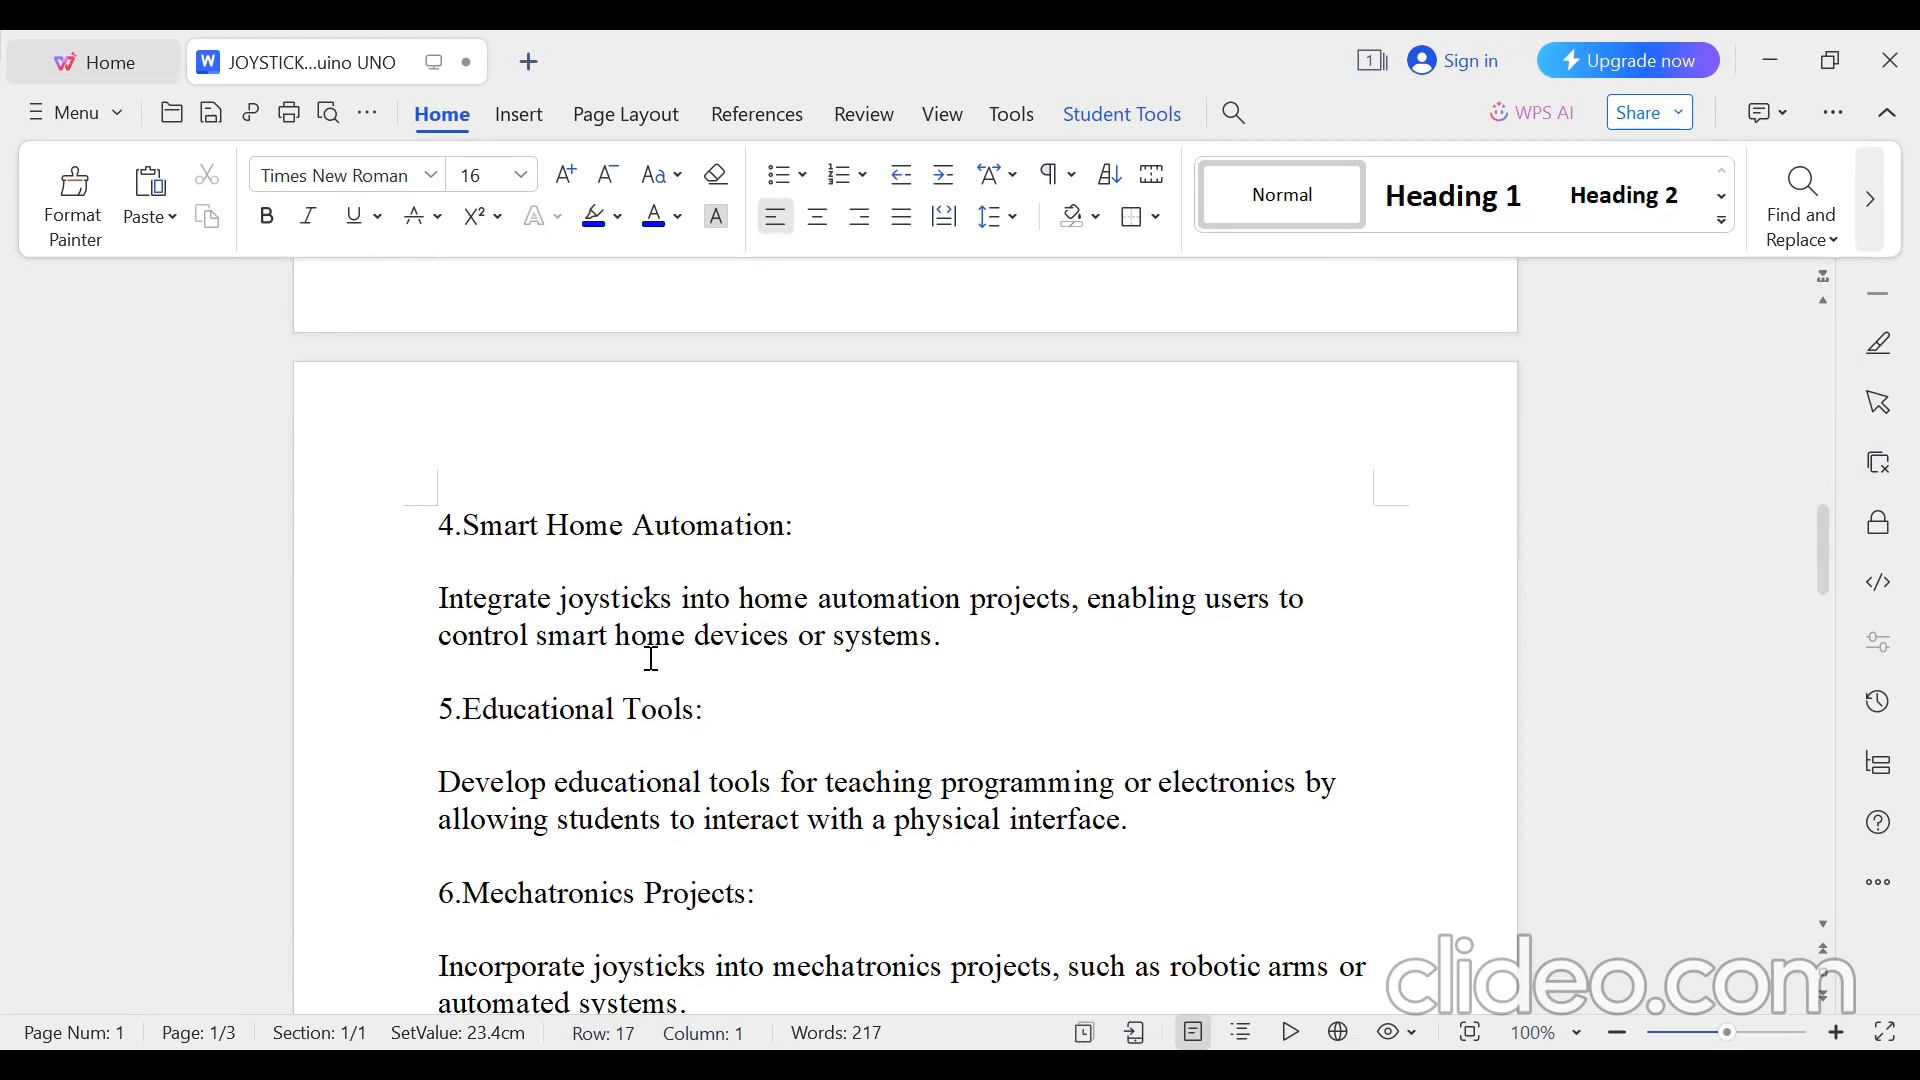 Home
JOYSTICK...uino UNO
Sign in
Upgrade now
Menu
Home
Insert
Page Layout
References
Review
View
Tools
Student Tools
WPS AI
Share
Format
Painter
Paste
Times New Roman
16
Normal
Heading 1
Heading 2
Find and
Replace
4.Smart Home Automation:
Integrate joysticks into home automation projects, enabling users to
control smart home devices or systems.
5.Educational Tools:
Develop educational tools for teaching programming or electronics by
allowing students to interact with a physical interface.
6.Mechatronics Projects:
Incorporate joysticks into mechatronics projects, such as robotic arms or
automated systems.
clideo.com
Page Num: 1
Page: 1/3
Section: 1/1
SetValue: 23.4cm
Row: 17
Column: 1
Words: 217
100%